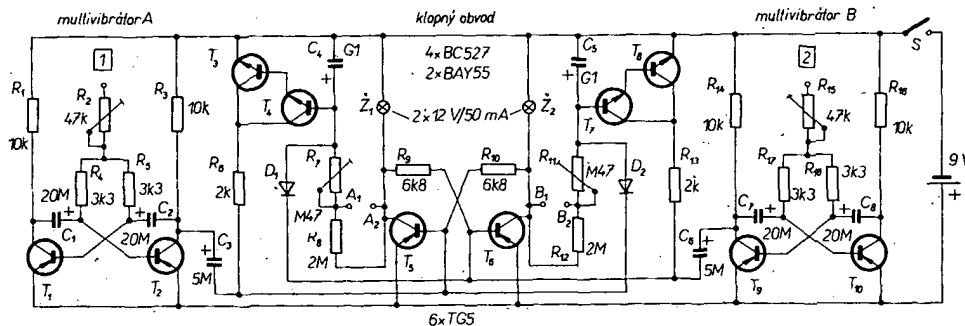 multivibrátor A
klopný obvod
multivibrátor B
1
2
4×BC527
2×BAY55
2×12 V/50 mA
S
9 V
+
R1
10k
R2
47k
R3
10k
R4
3k3
R5
3k3
20M
+
C1
+
C2
20M
C3
+
5M
T1
T2
T3
T4
C4
G1
+
R6
2k
D1
R7
M47
A1
A2
R8
2M
Ž1
Ž2
R9
6k8
R10
6k8
T5
T6
C5
G1
+
T7
T8
R11
M47
D2
B1
B2
R12
2M
R13
2k
C6
+
5M
R14
10k
R15
47k
R16
10k
R17
3k3
R18
3k3
C7
+
20M
+
C8
20M
T9
T10
6×TG5